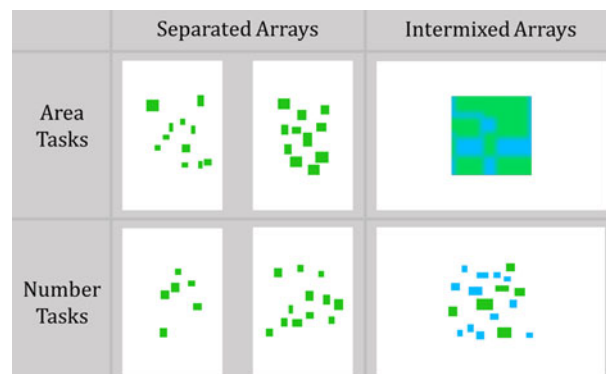 Separated Arrays
Intermixed Arrays
Area
Tasks
Number
Tasks